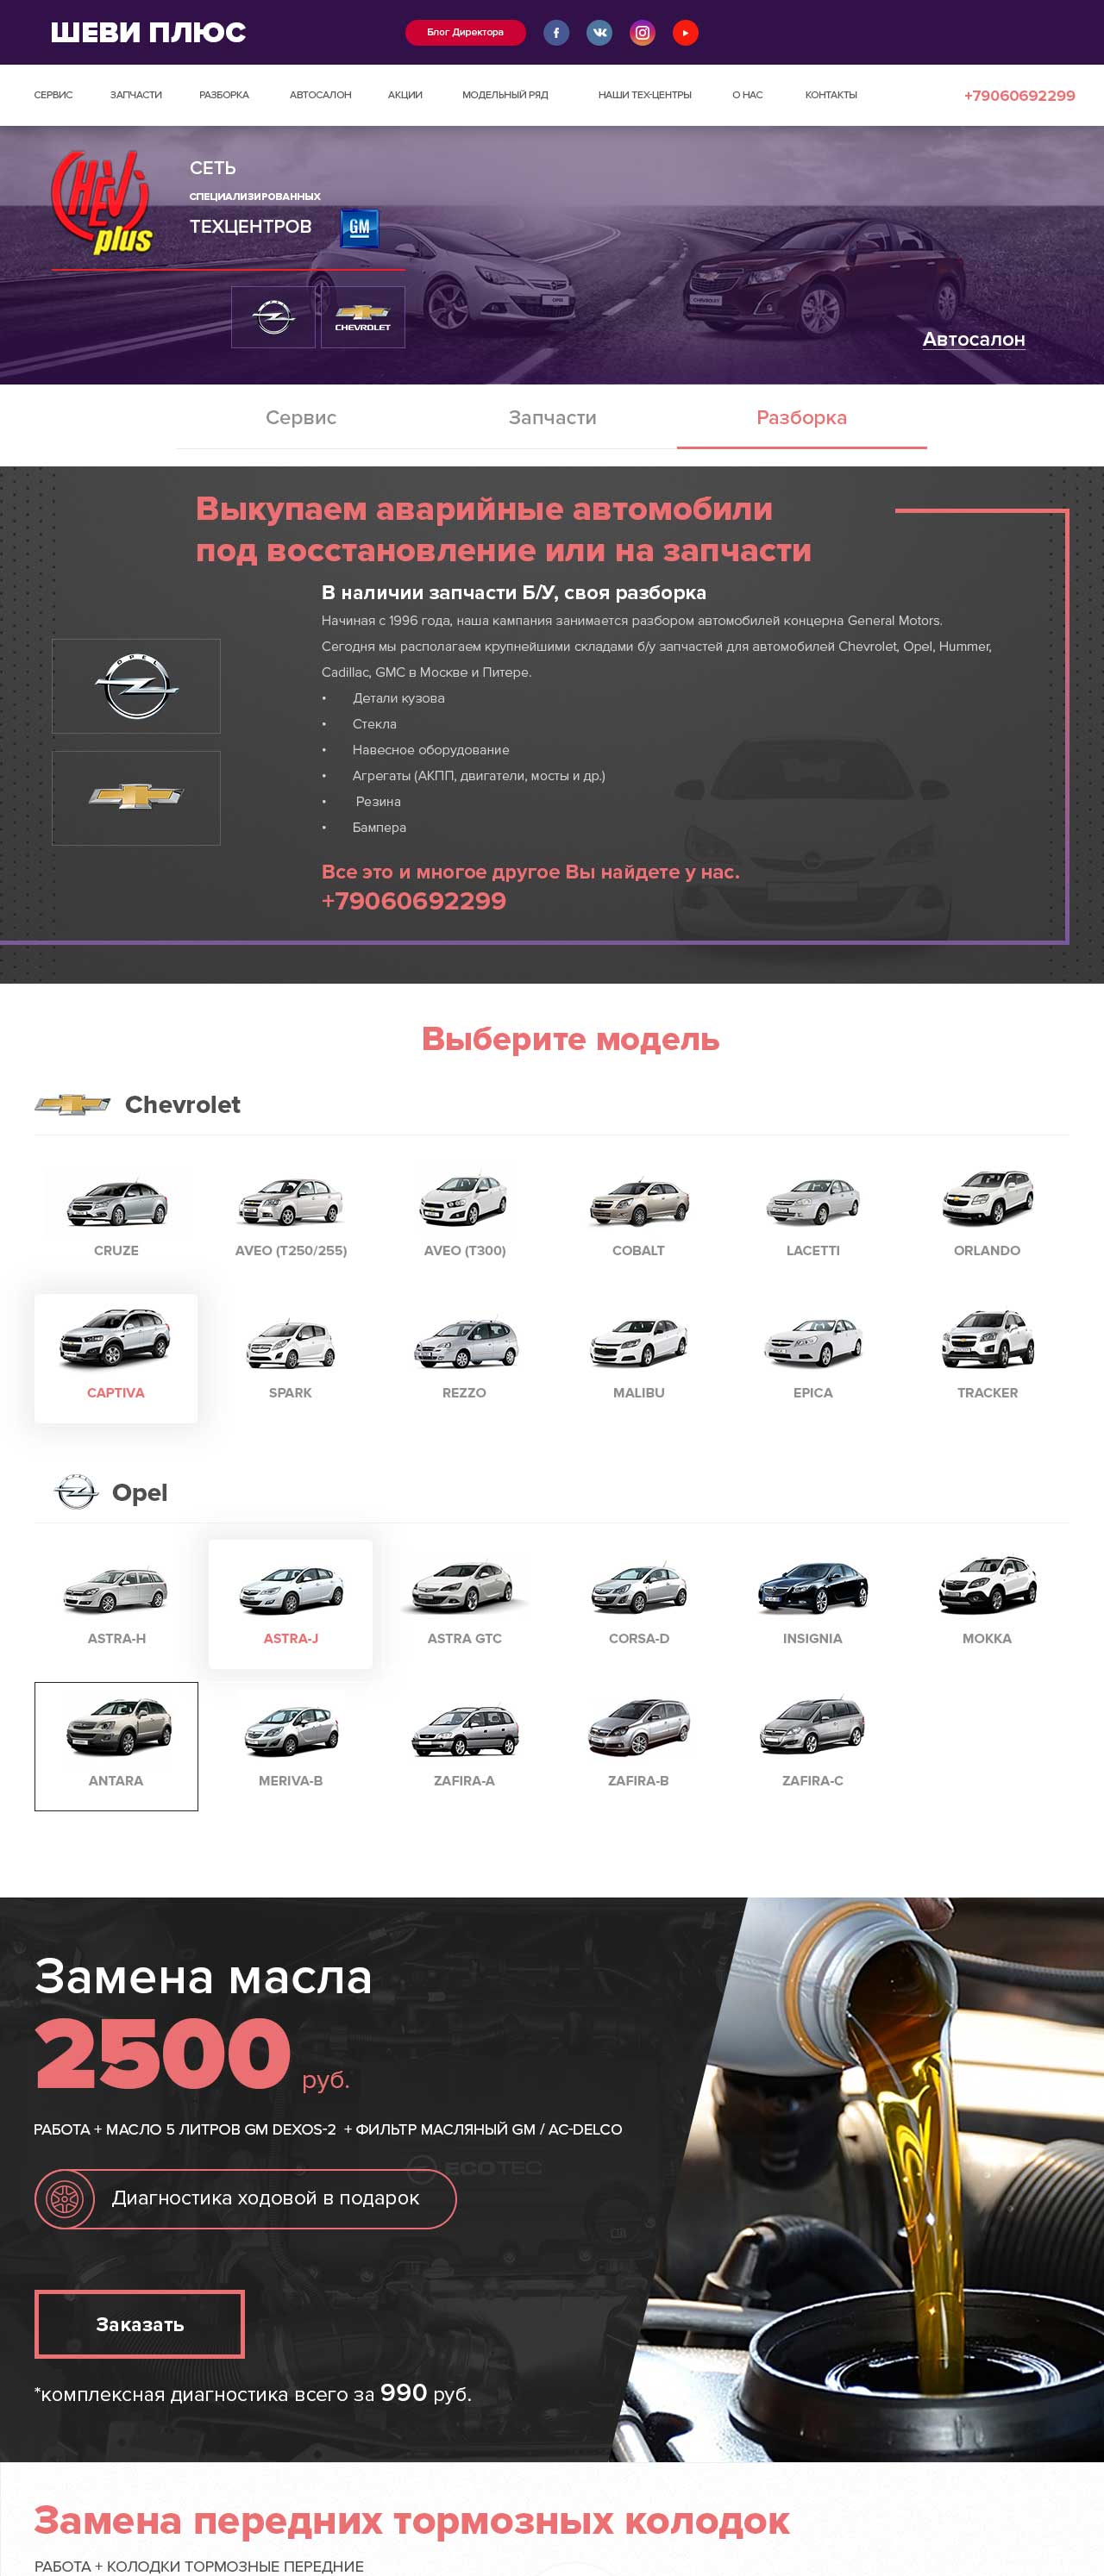 ШЕВИ ПЛЮС
Блог Директора
СЕРВИС ЗАПЧАСТИ РАЗБОРКА АВТОСАЛОН АКЦИИ МОДЕЛЬНЫЙ РЯД НАШИ ТЕХ-ЦЕНТРЫ О НАС КОНТАКТЫ +79060692299
CHEVI
plus
СЕТЬ
СПЕЦИАЛИЗИРОВАННЫХ
ТЕХЦЕНТРОВ
GM
OPEL
CHEVROLET
CHEVROLET
Автосалон
Сервис Запчасти Разборка
Выкупаем аварийные автомобили
под восстановление или на запчасти
В наличии запчасти Б/У, своя разборка
Начиная с 1996 года, наша кампания занимается разбором автомобилей концерна General Motors.
Сегодня мы располагаем крупнейшими складами б/у запчастей для автомобилей Chevrolet, Opel, Hummer,
Cadillac, GMC в Москве и Питере.
• Детали кузова
• Стекла
• Навесное оборудование
• Агрегаты (АКПП, двигатели, мосты и др.)
• Резина
• Бампера
OPEL
Все это и многое другое Вы найдете у нас.
+79060692299
Выберите модель
Chevrolet
CRUZE AVEO (T250/255) AVEO (T300) COBALT LACETTI ORLANDO
CAPTIVA SPARK REZZO MALIBU EPICA TRACKER
Opel
ASTRA-H ASTRA-J ASTRA GTC CORSA-D INSIGNIA MOKKA
ANTARA MERIVA-B ZAFIRA-A ZAFIRA-B ZAFIRA-C
Замена масла
2500 руб.
РАБОТА + МАСЛО 5 ЛИТРОВ GM DEXOS-2 + ФИЛЬТР МАСЛЯНЫЙ GM / AC-DELCO
ECOTEC
Диагностика ходовой в подарок
Заказать
*комплексная диагностика всего за 990 руб.
Замена передних тормозных колодок
РАБОТА + КОЛОДКИ ТОРМОЗНЫЕ ПЕРЕДНИЕ